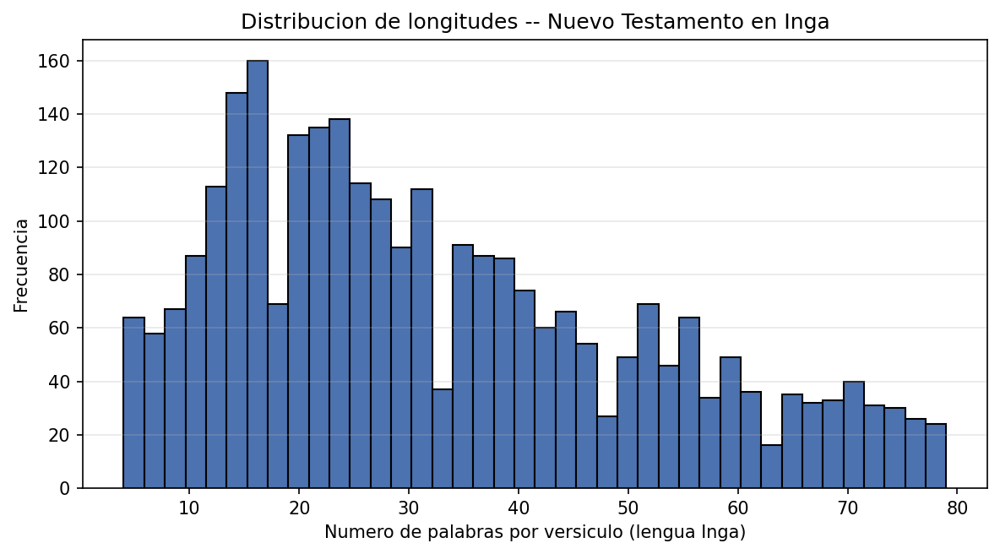 Distribucion de longitudes -- Nuevo Testamento en Inga
160
140
120
100
80
60
40
20
0
Frecuencia
10 20 30 40 50 60 70 80
Numero de palabras por versiculo (lengua Inga)